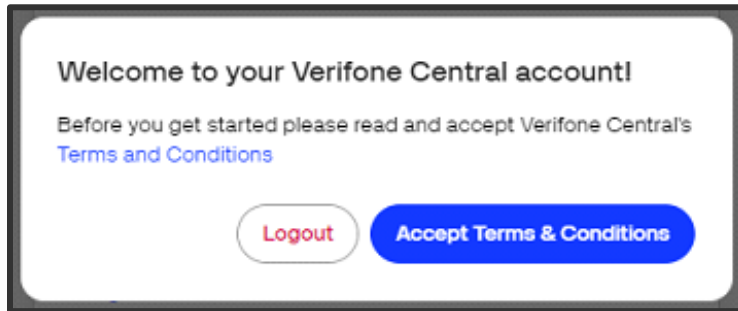 Welcome to your Verifone Central account!
Before you get started please read and accept Verifone Central's
Terms and Conditions
Logout
Accept Terms & Conditions